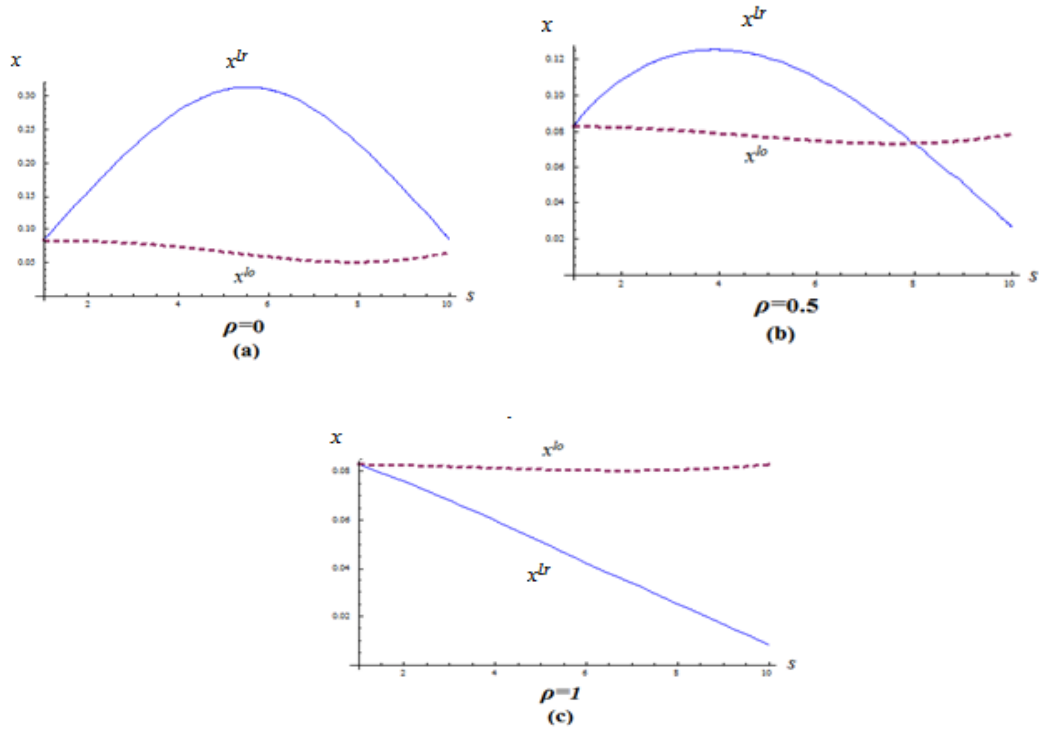 x
x^{Lr}
0.30
0.25
0.20
0.15
0.10
0.05
x^{lo}
2 4 6 8 10 s
ρ=0
(a)
x^{Lr}
x
0.12
0.10
0.08
0.06
0.04
0.02
x^{lo}
2 4 6 8 10 s
ρ=0.5
(b)
x
x^{lo}
0.08
0.06
0.04
0.02
x^{Lr}
2 4 6 8 10 s
ρ=1
(c)